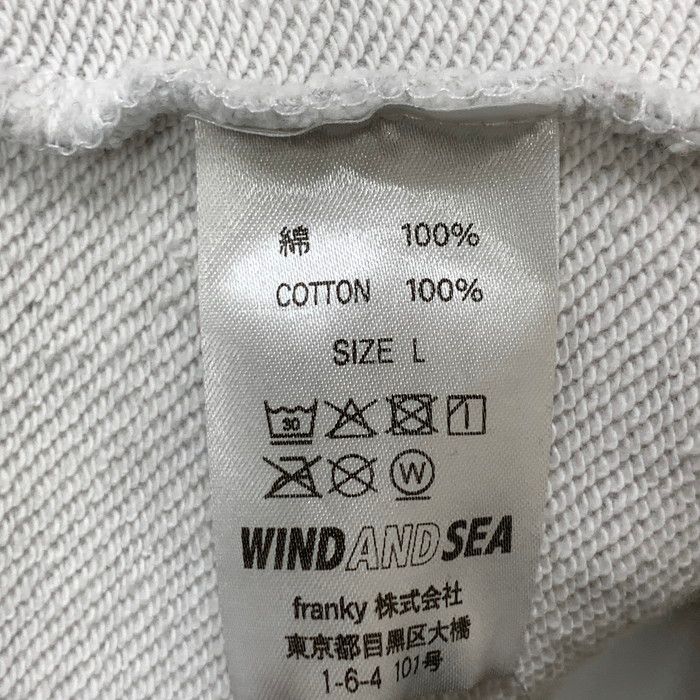 綿 100%
COTTON 100%
SIZE L
30
W
WIND AND SEA
franky 株式会社
東京都目黒区大橋
1-6-4 101号